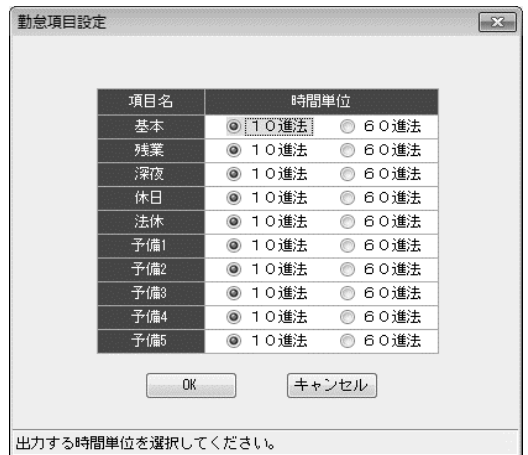 勤怠項目設定
項目名 時間単位
基本 １０進法 ６０進法
残業 １０進法 ６０進法
深夜 １０進法 ６０進法
休日 １０進法 ６０進法
法休 １０進法 ６０進法
予備1 １０進法 ６０進法
予備2 １０進法 ６０進法
予備3 １０進法 ６０進法
予備4 １０進法 ６０進法
予備5 １０進法 ６０進法
OK キャンセル
出力する時間単位を選択してください。